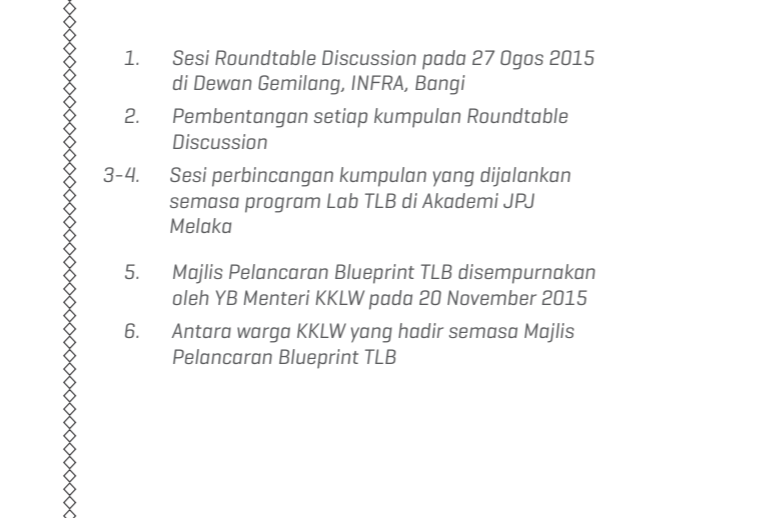 1. Sesi Roundtable Discussion pada 27 Ogos 2015
di Dewan Gemilang, INFRA, Bangi
2. Pembentangan setiap kumpulan Roundtable
Discussion
3-4. Sesi perbincangan kumpulan yang dijalankan
semasa program Lab TLB di Akademi JPJ
Melaka
5. Majlis Pelancaran Blueprint TLB disempurnakan
oleh YB Menteri KKLW pada 20 November 2015
6. Antara warga KKLW yang hadir semasa Majlis
Pelancaran Blueprint TLB